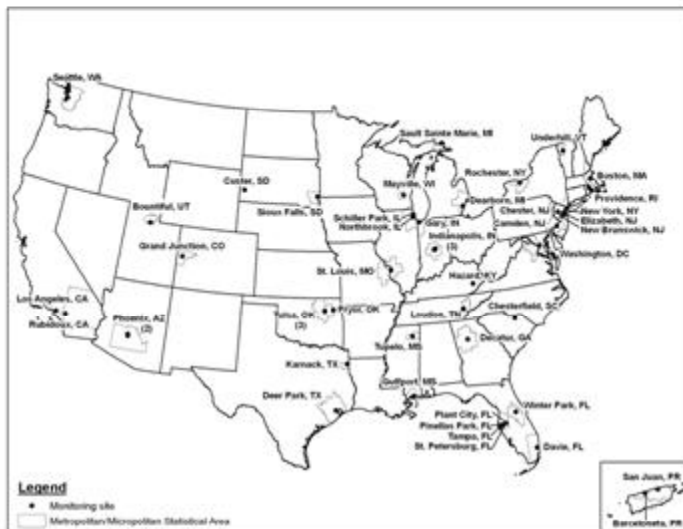 Seattle, WA
Sault Sainte Marie, MI
Underhill, VT
Rochester, NY
Boston, MA
Custer, SD
Mayville, WI
Dearborn, MI
Providence, RI
Bountiful, UT
Sioux Falls, SD
Schiller Park, IL
Gary, IN
Chester, NJ
New York, NY
Northbrook, IL
Camden, NJ
Elizabeth, NJ
Indianapolis, IN
(3)
New Brunswick, NJ
Grand Junction, CO
Washington, DC
St. Louis, MO
Hazard, KY
Los Angeles, CA
Phoenix, AZ
(2)
Tulsa, OK
(3)
Pryor, OK
Chesterfield, SC
Rubidoux, CA
Loudon, TN
Tupelo, MS
Decatur, GA
Karnack, TX
Gulfport, MS
Deer Park, TX
Winter Park, FL
Plant City, FL
Pinellas Park, FL
Tampa, FL
St. Petersburg, FL
Davie, FL
San Juan, PR
Barceloneta, PR
Legend
Monitoring site
Metropolitan/Micropolitan Statistical Area